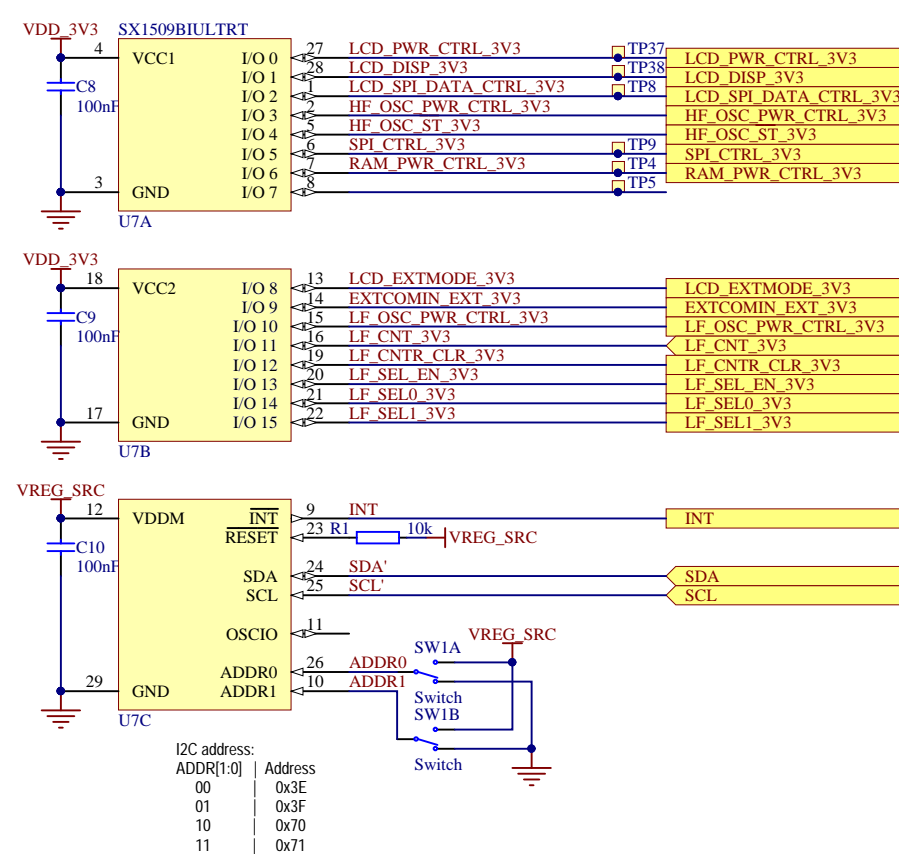 VDD_3V3 SX1509BIULTRT
4 VCC1 I/O 0 27 LCD_PWR_CTRL_3V3 TP37 LCD_PWR_CTRL_3V3
I/O 1 28 LCD_DISP_3V3 TP38 LCD_DISP_3V3
C8 I/O 2 1 LCD_SPI_DATA_CTRL_3V3 TP8 LCD_SPI_DATA_CTRL_3V3
100nF I/O 3 2 HF_OSC_PWR_CTRL_3V3 HF_OSC_PWR_CTRL_3V3
I/O 4 5 HF_OSC_ST_3V3 HF_OSC_ST_3V3
I/O 5 6 SPI_CTRL_3V3 TP9 SPI_CTRL_3V3
I/O 6 7 RAM_PWR_CTRL_3V3 TP4 RAM_PWR_CTRL_3V3
3 GND I/O 7 8 TP5
U7A
VDD_3V3
18 VCC2 I/O 8 13 LCD_EXTMODE_3V3 LCD_EXTMODE_3V3
I/O 9 14 EXTCOMIN_EXT_3V3 EXTCOMIN_EXT_3V3
C9 I/O 10 15 LF_OSC_PWR_CTRL_3V3 LF_OSC_PWR_CTRL_3V3
100nF I/O 11 16 LF_CNT_3V3 LF_CNT_3V3
I/O 12 19 LF_CNTR_CLR_3V3 LF_CNTR_CLR_3V3
I/O 13 20 LF_SEL_EN_3V3 LF_SEL_EN_3V3
I/O 14 21 LF_SEL0_3V3 LF_SEL0_3V3
17 GND I/O 15 22 LF_SEL1_3V3 LF_SEL1_3V3
U7B
VREG_SRC
12 VDDM INT 9 INT INT
RESET 23 R1 10k VREG_SRC
C10
100nF SDA 24 SDA' SDA
SCL 25 SCL' SCL
OSCIO 11 VREG_SRC
SW1A
ADDR0 26 ADDR0
29 GND ADDR1 10 ADDR1 Switch
U7C SW1B
Switch
I2C address:
ADDR[1:0] | Address
00 | 0x3E
01 | 0x3F
10 | 0x70
11 | 0x71